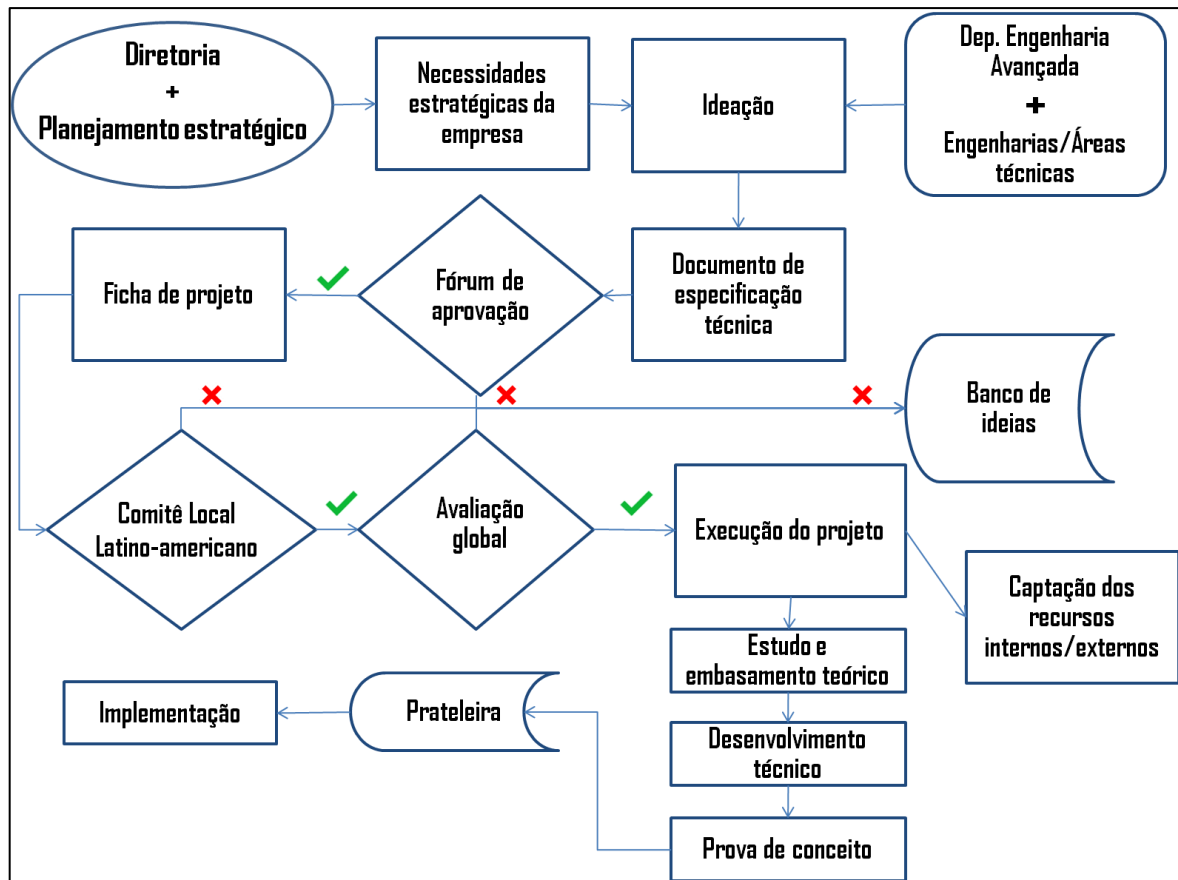 Diretoria
+
Planejamento estratégico
Necessidades
estratégicas da
empresa
Ideação
Dep. Engenharia
Avançada
+
Engenharias/Áreas
técnicas
Ficha de projeto
Fórum de
aprovação
Documento de
especificação
técnica
Banco de
ideias
Comitê Local
Latino-americano
Avaliação
global
Execução do projeto
Captação dos
recursos
internos/externos
Estudo e
embasamento teórico
Implementação
Prateleira
Desenvolvimento
técnico
Prova de conceito